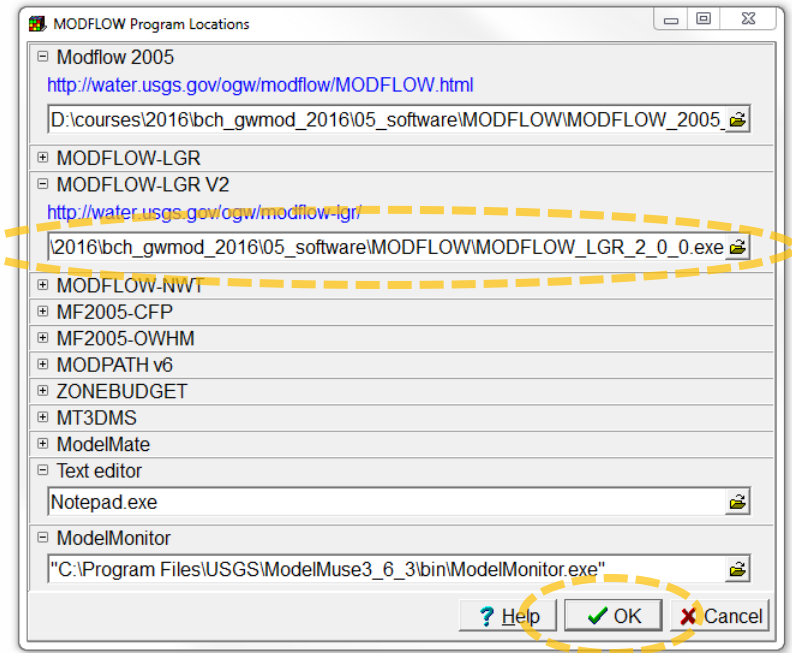 MODFLOW Program Locations
Modflow 2005
http://water.usgs.gov/ogw/modflow/MODFLOW.html
D:\courses\2016\bch_gwmod_2016\05_software\MODFLOW\MODFLOW_2005_
MODFLOW-LGR
MODFLOW-LGR V2
http://water.usgs.gov/ogw/modflow-lgr/
\2016\bch_gwmod_2016\05_software\MODFLOW\MODFLOW_LGR_2_0_0.exe
MODFLOW-NWT
MF2005-CFP
MF2005-OWHM
MODPATH v6
ZONEBUDGET
MT3DMS
ModelMate
Text editor
Notepad.exe
ModelMonitor
"C:\Program Files\USGS\ModelMuse3_6_3\bin\ModelMonitor.exe"
? Help OK Cancel